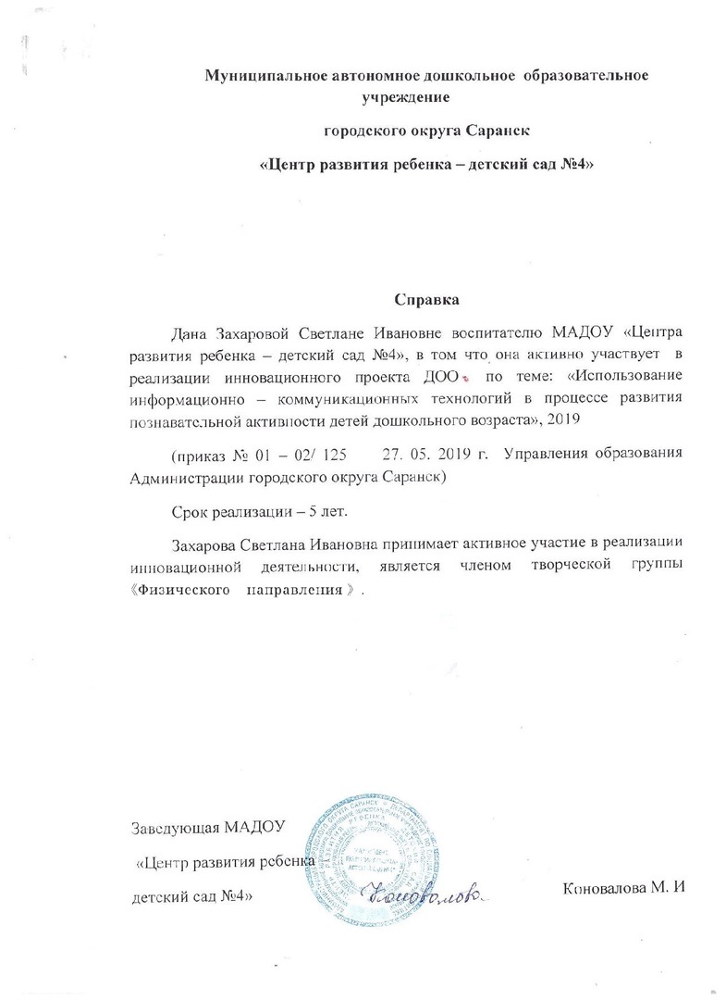 Муниципальное автономное дошкольное образовательное
учреждение
городского округа Саранск
«Центр развития ребенка – детский сад №4»
Справка
Дана Захаровой Светлане Ивановне воспитателю МАДОУ «Центра
развития ребенка – детский сад №4», в том что она активно участвует в
реализации инновационного проекта ДОО по теме: «Использование
информационно – коммуникационных технологий в процессе развития
познавательной активности детей дошкольного возраста», 2019
(приказ № 01 – 02/ 125 27. 05. 2019 г. Управления образования
Администрации городского округа Саранск)
Срок реализации – 5 лет.
Захарова Светлана Ивановна принимает активное участие в реализации
инновационной деятельности, является членом творческой группы
《Физического направления》.
Заведующая МАДОУ
«Центр развития ребенка
детский сад №4»
Коновалова
Коновалова М. И